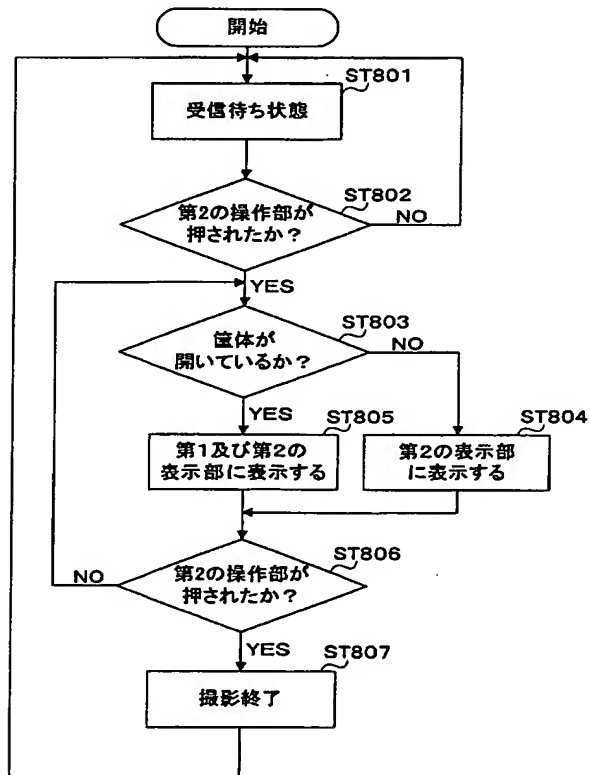 開始
ST801
受信待ち状態
ST802
第2の操作部が
押されたか？
NO
YES
ST803
筐体が
開いているか？
NO
YES
ST805
ST804
第1及び第2の
表示部に表示する
第2の表示部
に表示する
ST806
第2の操作部が
押されたか？
NO
YES
ST807
撮影終了